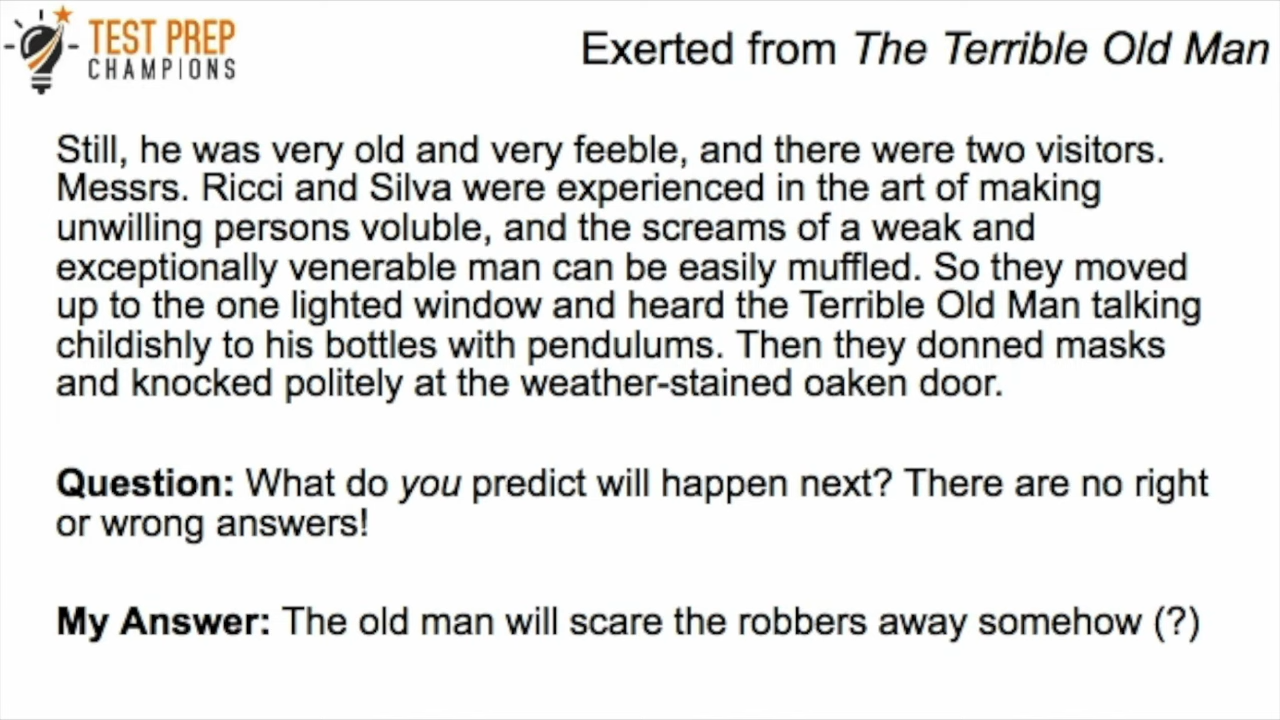 TEST PREP
CHAMPIONS
Exerted from The Terrible Old Man
Still, he was very old and very feeble, and there were two visitors.
Messrs. Ricci and Silva were experienced in the art of making
unwilling persons voluble, and the screams of a weak and
exceptionally venerable man can be easily muffled. So they moved
up to the one lighted window and heard the Terrible Old Man talking
childishly to his bottles with pendulums. Then they donned masks
and knocked politely at the weather-stained oaken door.
Question: What do you predict will happen next? There are no right
or wrong answers!
My Answer: The old man will scare the robbers away somehow (?)